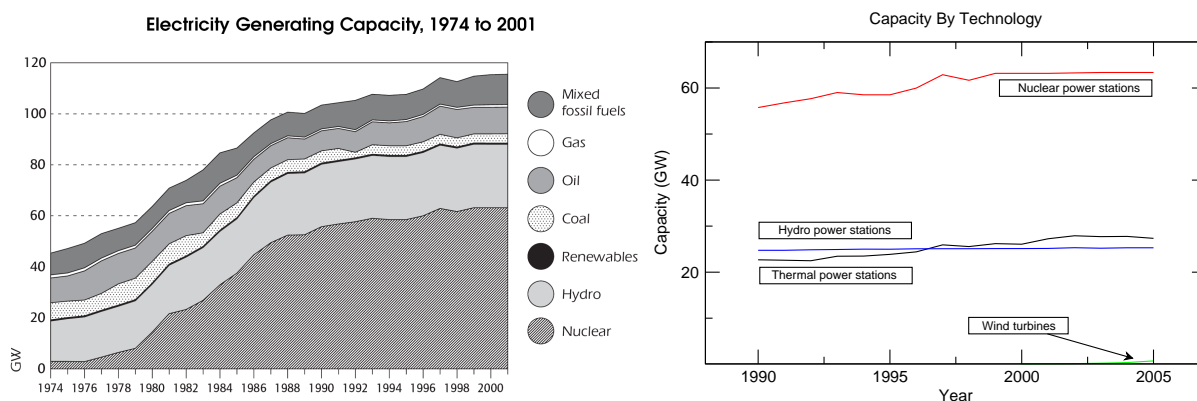 Electricity Generating Capacity, 1974 to 2001
120
100
80
60
40
20
0
GW
1974 1976 1978 1980 1982 1984 1986 1988 1990 1992 1994 1996 1998 2000
Mixed
fossil fuels
Gas
Oil
Coal
Renewables
Hydro
Nuclear
Capacity By Technology
Capacity (GW)
60
40
20
Nuclear power stations
Hydro power stations
Thermal power stations
Wind turbines
1990 1995 2000 2005
Year